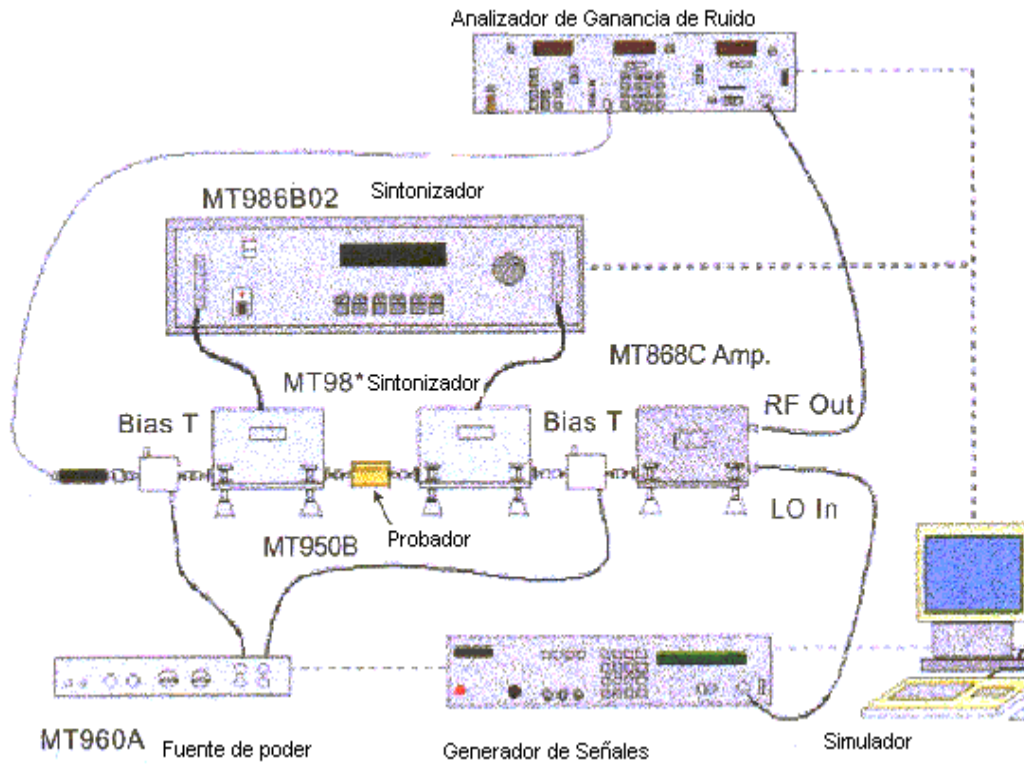 Analizador de Ganancia de Ruido
MT986B02 Sintonizador
MT868C Amp.
MT98* Sintonizador
Bias T
Bias T
RF Out
LO In
MT950B
Probador
MT960A
Fuente de poder
Generador de Señales
Simulador